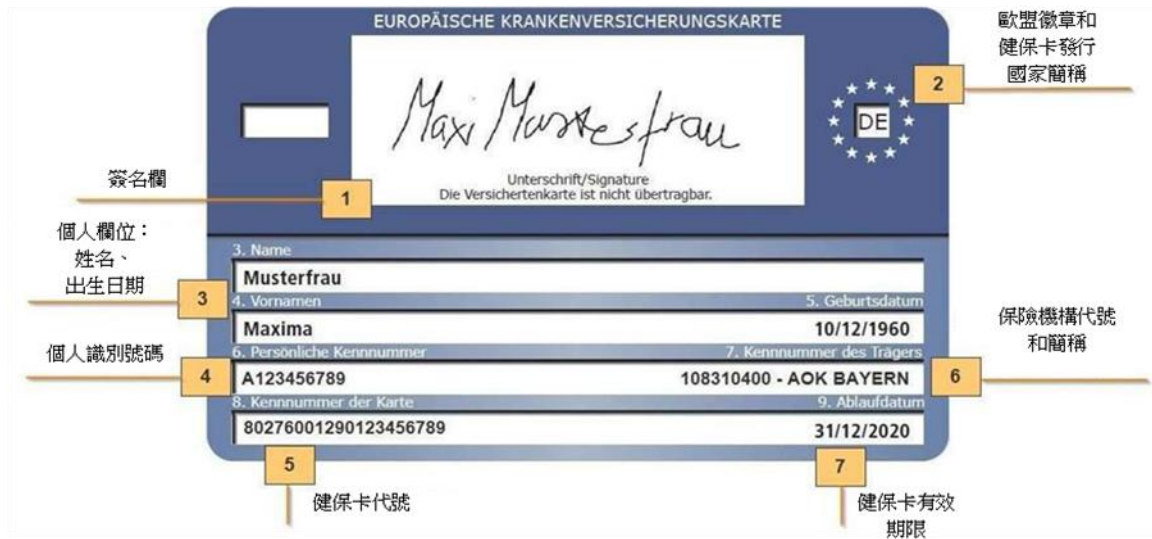 EUROPÄISCHE KRANKENVERSICHERUNGSKARTE
歐盟徽章和
健保卡發行
國家簡稱
2
Maxi Musterfrau
DE
Unterschrift/Signature
Die Versichertenkarte ist nicht übertragbar.
簽名欄
1
個人欄位：
姓名、
出生日期
3
3. Name
Musterfrau
4. Vornamen 5. Geburtsdatum
Maxima 10/12/1960
保險機構代號
和簡稱
6
個人識別號碼
4
6. Persönliche Kennnummer 7. Kennnummer des Trägers
A123456789 108310400 - AOK BAYERN
8. Kennnummer der Karte 9. Ablaufdatum
80276001290123456789 31/12/2020
5
健保卡代號
7
健保卡有效
期限